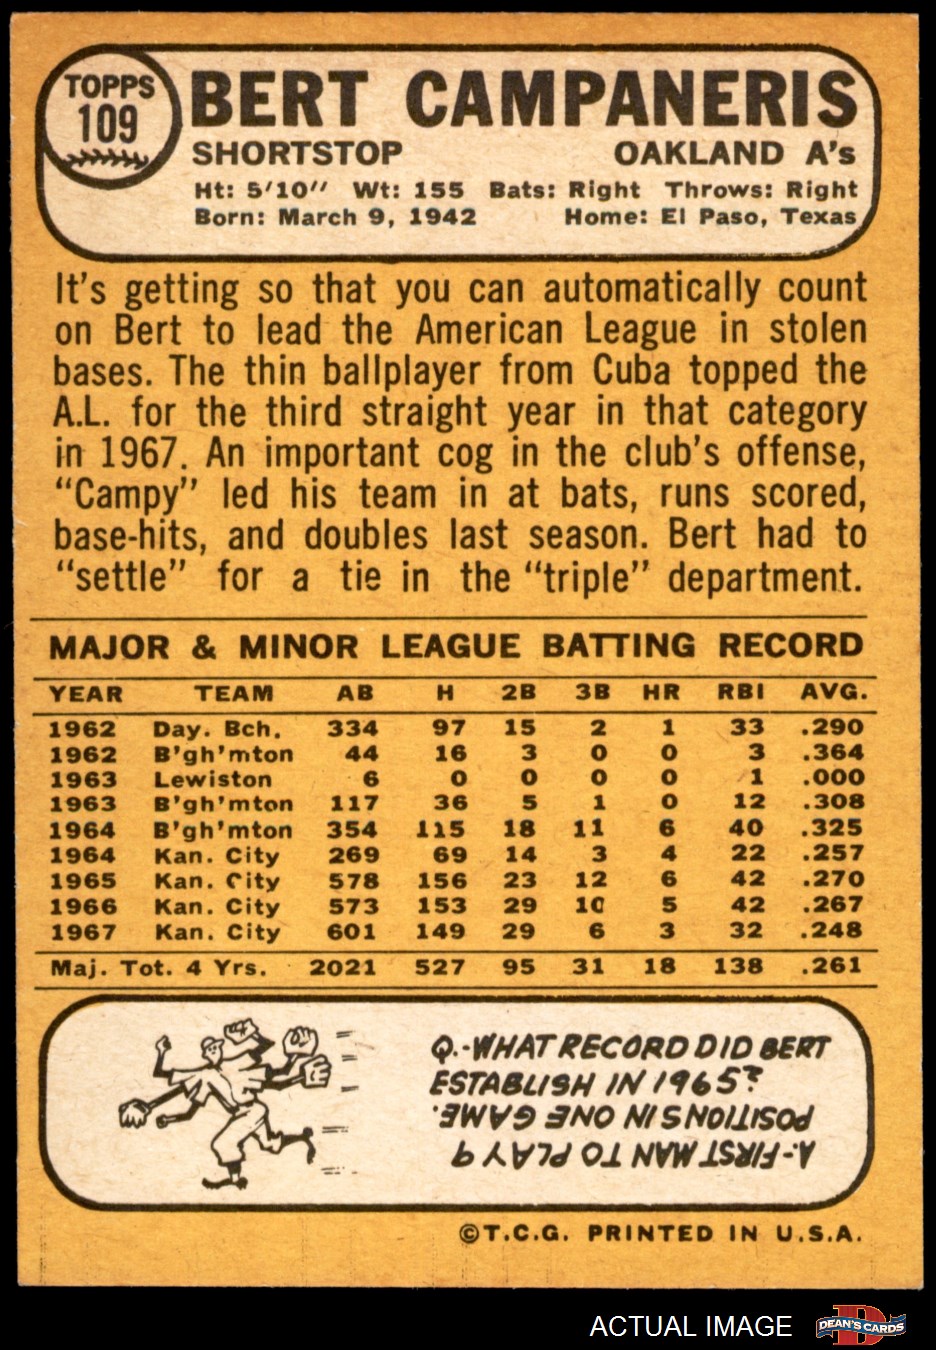 TOPPS
109
BERT CAMPANERIS
SHORTSTOP OAKLAND A's
Ht: 5'10" Wt: 155 Bats: Right Throws: Right
Born: March 9, 1942 Home: El Paso, Texas
It's getting so that you can automatically count
on Bert to lead the American League in stolen
bases. The thin ballplayer from Cuba topped the
A.L. for the third straight year in that category
in 1967. An important cog in the club's offense,
"Campy" led his team in at bats, runs scored,
base-hits, and doubles last season. Bert had to
"settle" for a tie in the "triple" department.
MAJOR & MINOR LEAGUE BATTING RECORD
YEAR TEAM AB H 2B 3B HR RBI AVG.
1962 Day. Bch. 334 97 15 2 1 33 .290
1962 B'gh'mton 44 16 3 0 0 3 .364
1963 Lewiston 6 0 0 0 0 1 .000
1963 B'gh'mton 117 36 5 1 0 12 .308
1964 B'gh'mton 354 115 18 11 6 40 .325
1964 Kan. City 269 69 14 3 4 22 .257
1965 Kan. City 578 156 23 12 6 42 .270
1966 Kan. City 573 153 29 10 5 42 .267
1967 Kan. City 601 149 29 6 3 32 .248
Maj. Tot. 4 Yrs. 2021 527 95 31 18 138 .261
Q.-WHAT RECORD DID BERT
ESTABLISH IN 1965?
A.-FIRST MAN TO PLAY 9
POSITIONS IN ONE GAME.
©T.C.G. PRINTED IN U.S.A.
ACTUAL IMAGE
DEAN'S CARDS